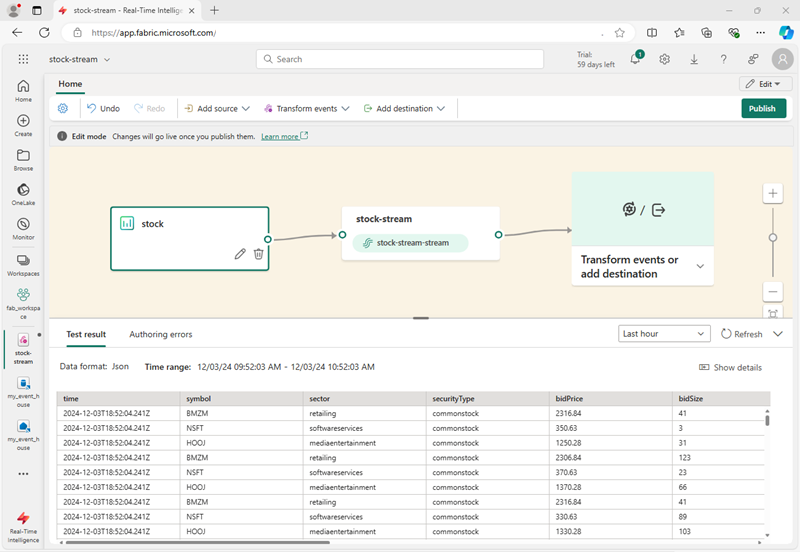 stock-stream - Real-Time Intelli
https://app.fabric.microsoft.com/
stock-stream
Search
Trial:
59 days left
1
Home
Edit
Undo
Redo
Add source
Transform events
Add destination
Publish
Edit mode Changes will go live once you publish them. Learn more
Home
Create
Browse
OneLake
Monitor
Workspaces
fab_workspa
ce
stock-
stream
my_event_h
ouse
my_event_h
ouse
Real-Time
Intelligence
stock
stock-stream
stock-stream-stream
/
Transform events or
add destination
Test result
Authoring errors
Last hour
Refresh
Data format: Json
Time range: 12/03/24 09:52:03 AM - 12/03/24 10:52:03 AM
Show details
time symbol sector securityType bidPrice bidSize
2024-12-03T18:52:04.241Z BMZM retailing commonstock 2316.84 41
2024-12-03T18:52:04.241Z NSFT softwareservices commonstock 350.63 3
2024-12-03T18:52:04.241Z HOOJ mediaentertainment commonstock 1250.28 31
2024-12-03T18:52:04.241Z BMZM retailing commonstock 2306.84 123
2024-12-03T18:52:04.241Z NSFT softwareservices commonstock 370.63 23
2024-12-03T18:52:04.241Z HOOJ mediaentertainment commonstock 1370.28 66
2024-12-03T18:52:04.241Z BMZM retailing commonstock 2316.84 41
2024-12-03T18:52:04.241Z NSFT softwareservices commonstock 330.63 89
2024-12-03T18:52:04.241Z HOOJ mediaentertainment commonstock 1330.28 103